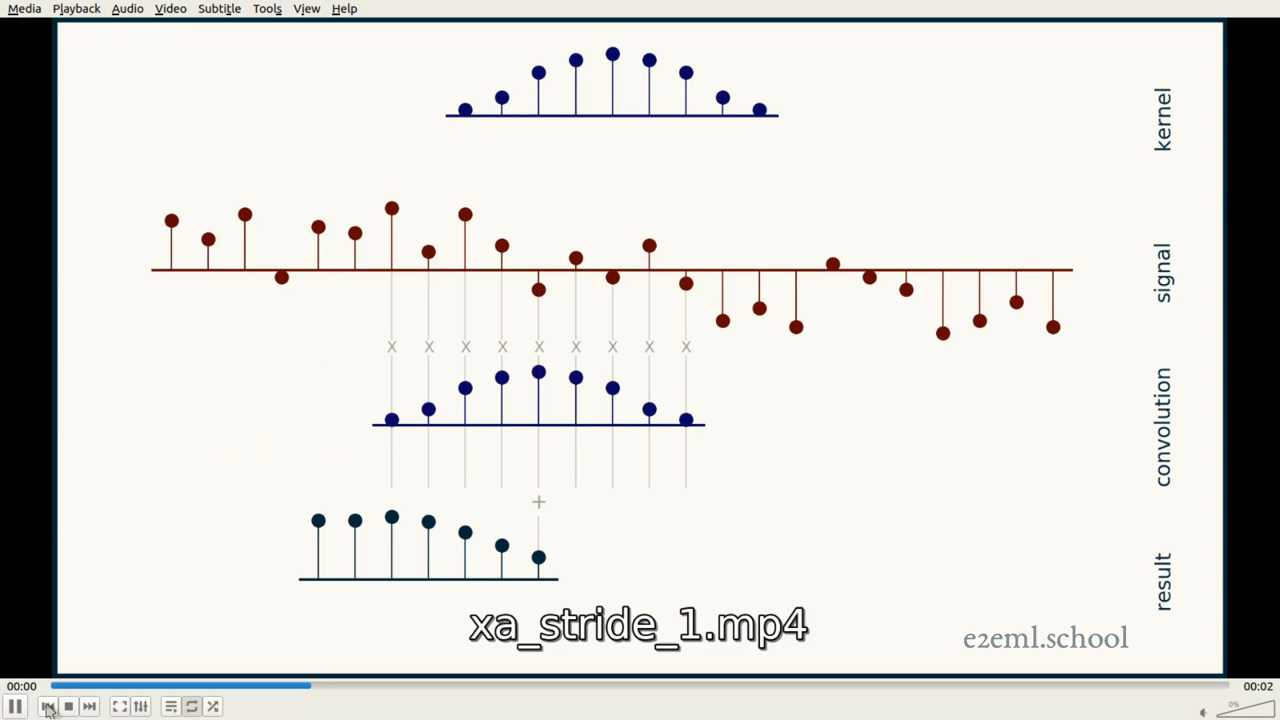 Media Playback Audio Video Subtitle Tools View Help
kernel
signal
x x x x x x x x x
convolution
+
result
xa_stride_1.mp4
e2eml.school
00:00 00:02
0%